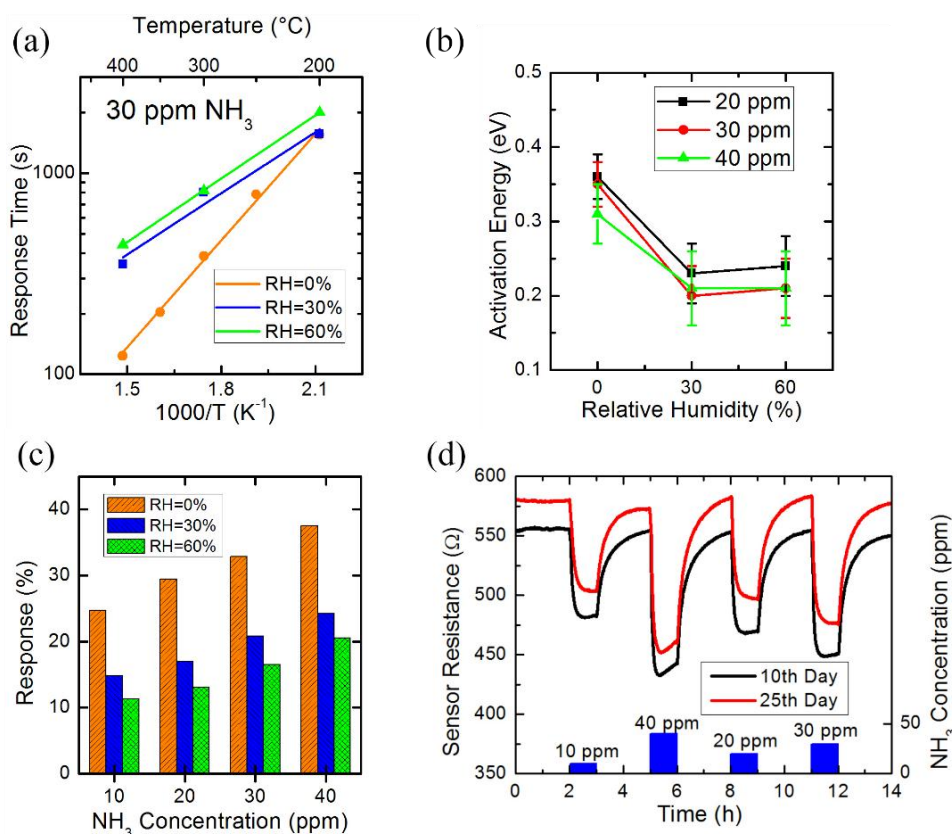 (a)
Temperature (°C)
400 300 200
30 ppm NH₃
1000
100
Response Time (s)
RH=0%
RH=30%
RH=60%
1.5 1.8 2.1
1000/T (K⁻¹)
(b)
0.5
0.4
0.3
0.2
0.1
Activation Energy (eV)
20 ppm
30 ppm
40 ppm
0 30 60
Relative Humidity (%)
(c)
40
30
20
10
0
Response (%)
RH=0%
RH=30%
RH=60%
10 20 30 40
NH₃ Concentration (ppm)
(d)
600
550
500
450
400
350
Sensor Resistance (Ω)
10th Day
25th Day
10 ppm 40 ppm 20 ppm 30 ppm
50
0
NH₃ Concentration (ppm)
0 2 4 6 8 10 12 14
Time (h)